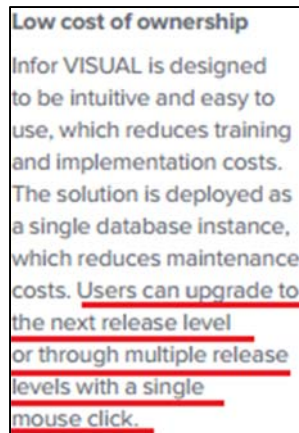 Low cost of ownership
Infor VISUAL is designed
to be intuitive and easy to
use, which reduces training
and implementation costs.
The solution is deployed as
a single database instance,
which reduces maintenance
costs. Users can upgrade to
the next release level
or through multiple release
levels with a single
mouse click.